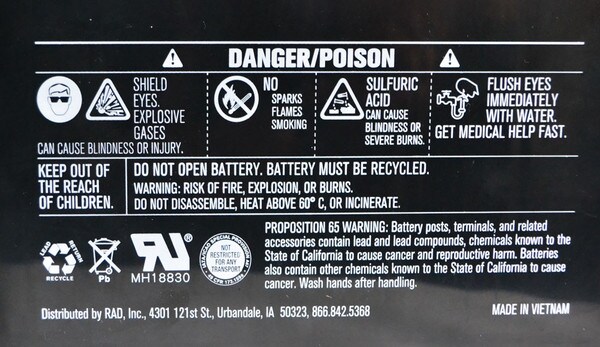 DANGER/POISON
SHIELD
EYES.
EXPLOSIVE
GASES
CAN CAUSE BLINDNESS OR INJURY.
NO
SPARKS
FLAMES
SMOKING
SULFURIC
ACID
CAN CAUSE
BLINDNESS OR
SEVERE BURNS.
FLUSH EYES
IMMEDIATELY
WITH WATER.
GET MEDICAL HELP FAST.
KEEP OUT OF
THE REACH
OF CHILDREN.
DO NOT OPEN BATTERY. BATTERY MUST BE RECYCLED.
WARNING: RISK OF FIRE, EXPLOSION, OR BURNS.
DO NOT DISASSEMBLE, HEAT ABOVE 60° C, OR INCINERATE.
LEAD
RETURN
RECYCLE
Pb
MH18830
NOT
RESTRICTED
FOR ANY
TRANSPORT
PROPOSITION 65 WARNING: Battery posts, terminals, and related
accessories contain lead and lead compounds, chemicals known to the
State of California to cause cancer and reproductive harm. Batteries
also contain other chemicals known to the State of California to cause
cancer. Wash hands after handling.
Distributed by RAD, Inc., 4301 121st St., Urbandale, IA 50323, 866.842.5368
MADE IN VIETNAM